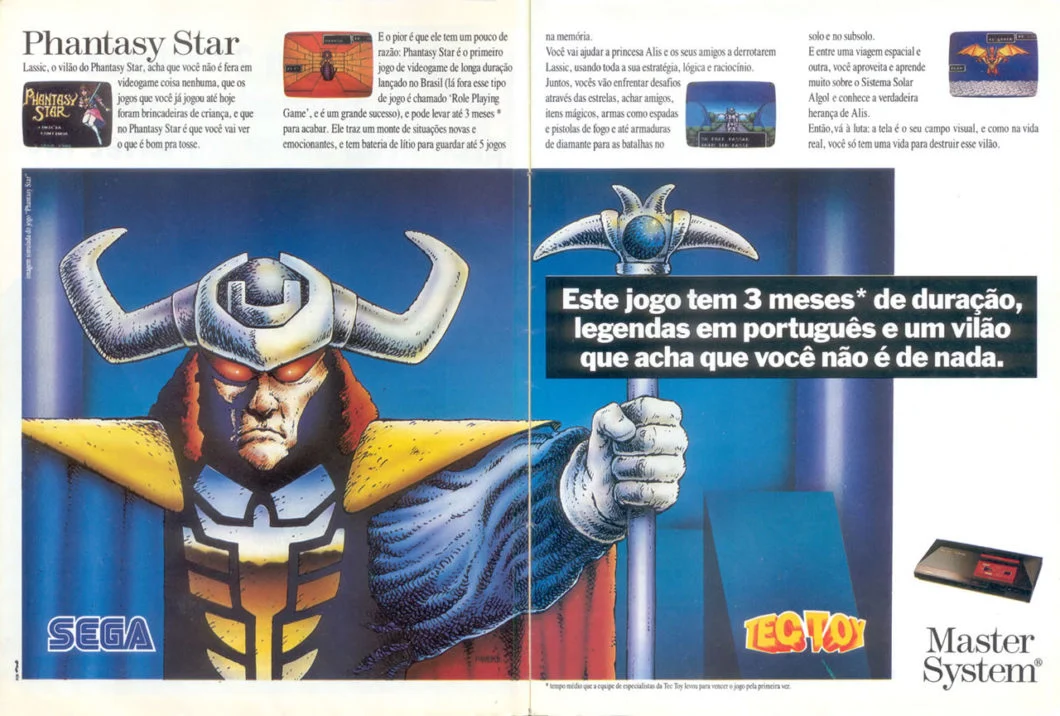 Phantasy Star
Lassic, o vilão do Phantasy Star, acha que você não é fera em
videogame coisa nenhuma, que os
jogos que você já jogou até hoje
foram brincadeiras de criança, e que
no Phantasy Star é que você vai ver
o que é bom pra tosse.
PHANTASY
STAR
E o pior é que ele tem um pouco de
razão: Phantasy Star é o primeiro
jogo de videogame de longa duração
lançado no Brasil (lá fora esse tipo
de jogo é chamado 'Role Playing
Game', e é um grande sucesso), e pode levar até 3 meses *
para acabar. Ele traz um monte de situações novas e
emocionantes, e tem bateria de lítio para guardar até 5 jogos
na memória.
Você vai ajudar a princesa Alis e os seus amigos a derrotarem
Lassic, usando toda a sua estratégia, lógica e raciocínio.
Juntos, vocês vão enfrentar desafios
através das estrelas, achar amigos,
itens mágicos, armas como espadas
e pistolas de fogo e até armaduras
de diamante para as batalhas no
solo e no subsolo.
E entre uma viagem espacial e
outra, você aproveita e aprende
muito sobre o Sistema Solar
Algol e conhece a verdadeira
herança de Alis.
Então, vá à luta: a tela é o seu campo visual, e como na vida
real, você só tem uma vida para destruir esse vilão.
imagem simulada do jogo "Phantasy Star"
Este jogo tem 3 meses* de duração,
legendas em português e um vilão
que acha que você não é de nada.
SEGA
TEC TOY
Master
System®
* tempo médio que a equipe de especialistas da Tec Toy levou para vencer o jogo pela primeira vez.